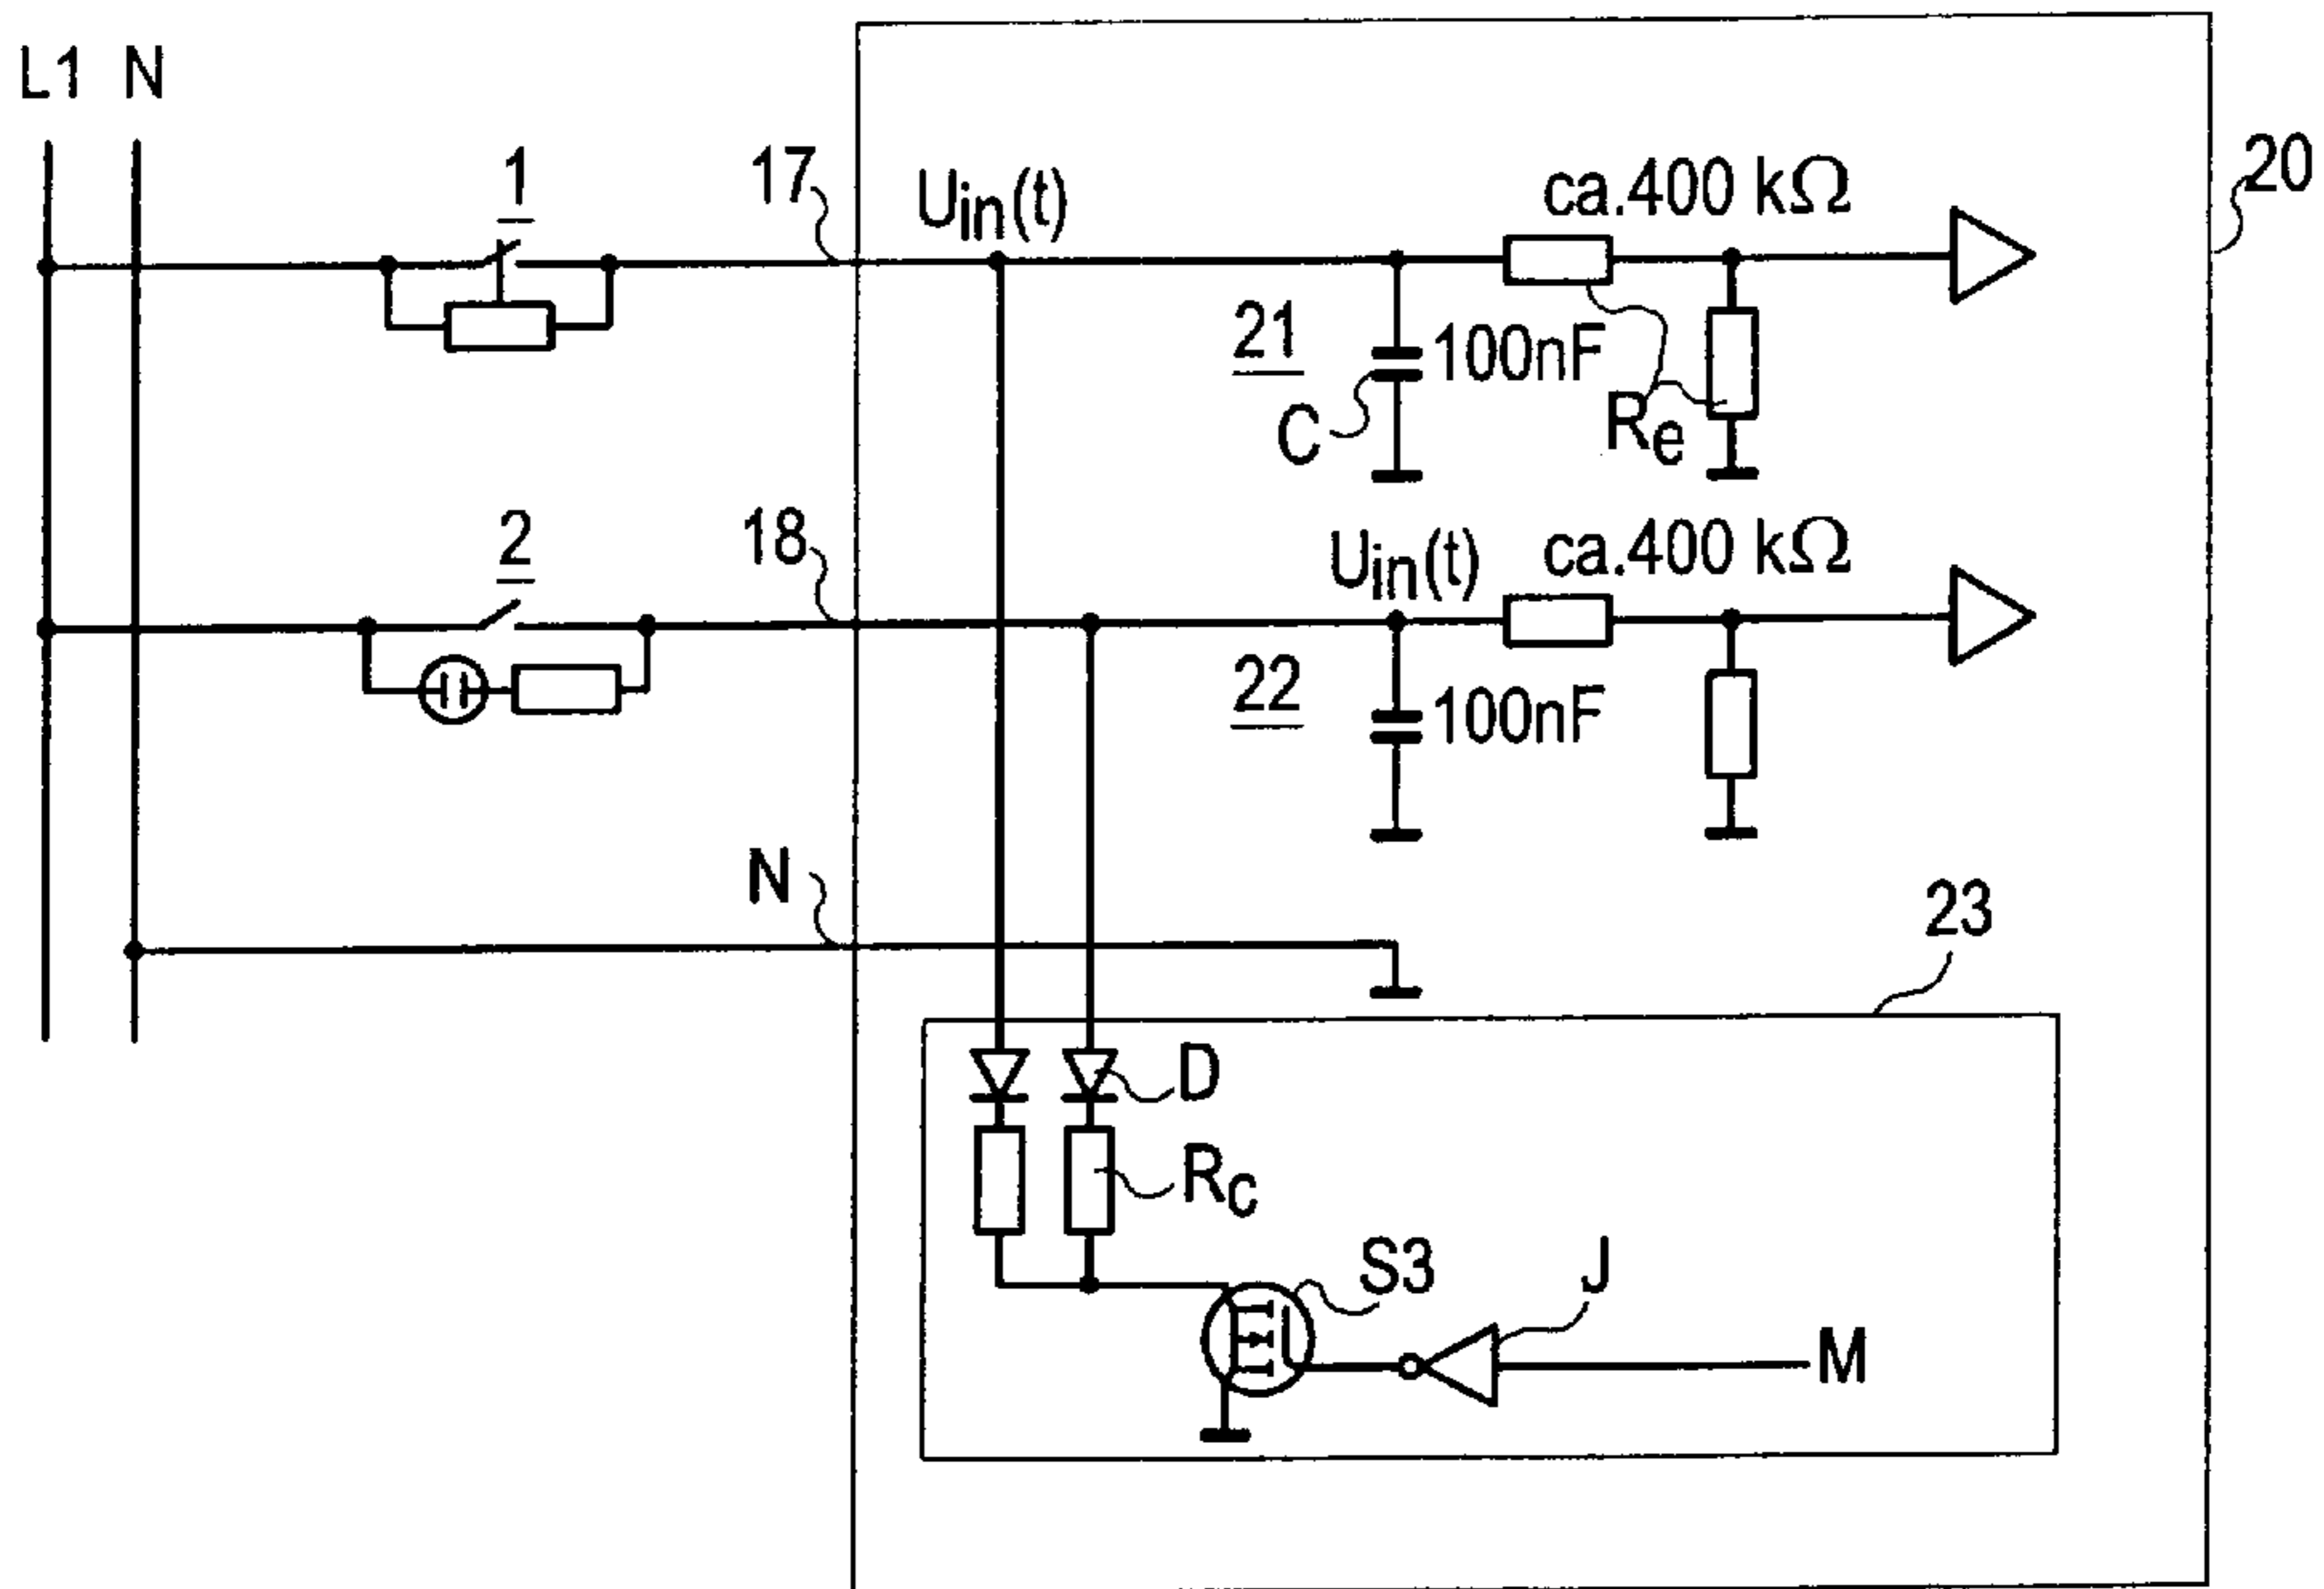 L1 N
1
17
Uin(t)
ca.400 kΩ
20
21
100nF
C
Re
2
18
Uin(t)
ca.400 kΩ
22
100nF
N
23
D
Rc
S3
J
M